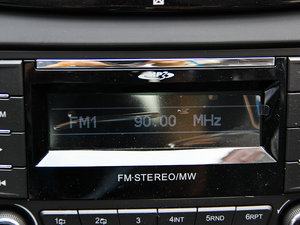 FM1 90.00 MHz
M
FM·STEREO/MW
1 2 3 4INT 5RND 6RPT